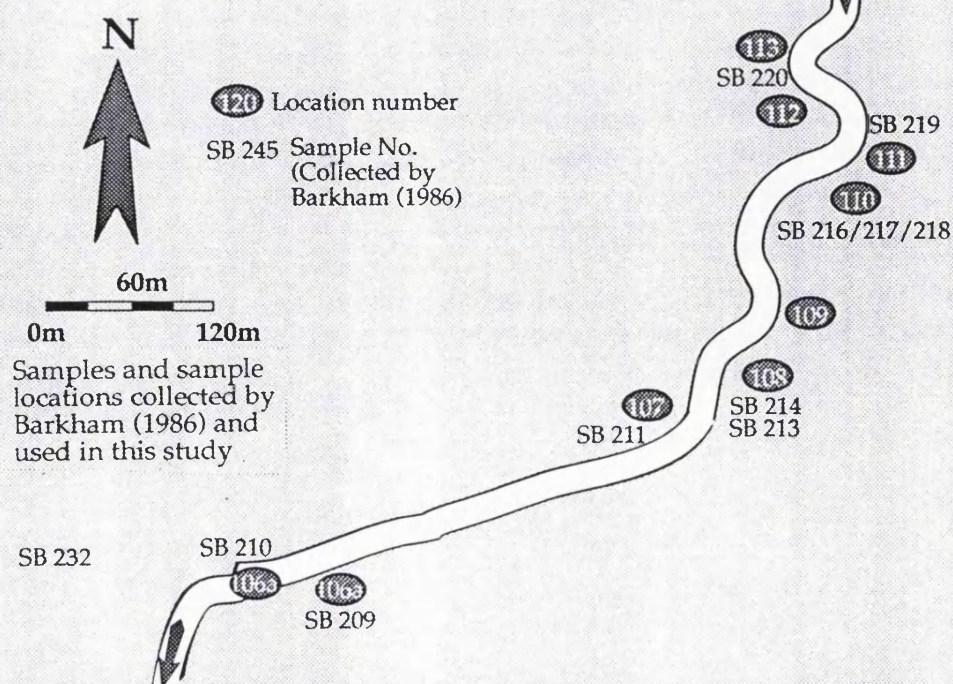 N
120 Location number
SB 245 Sample No.
(Collected by
Barkham (1986)
60m
0m 120m
Samples and sample
locations collected by
Barkham (1986) and
used in this study
113
SB 220
112
SB 219
111
110
SB 216/217/218
109
108
SB 214
SB 213
107
SB 211
SB 232
SB 210
106a
106a
SB 209